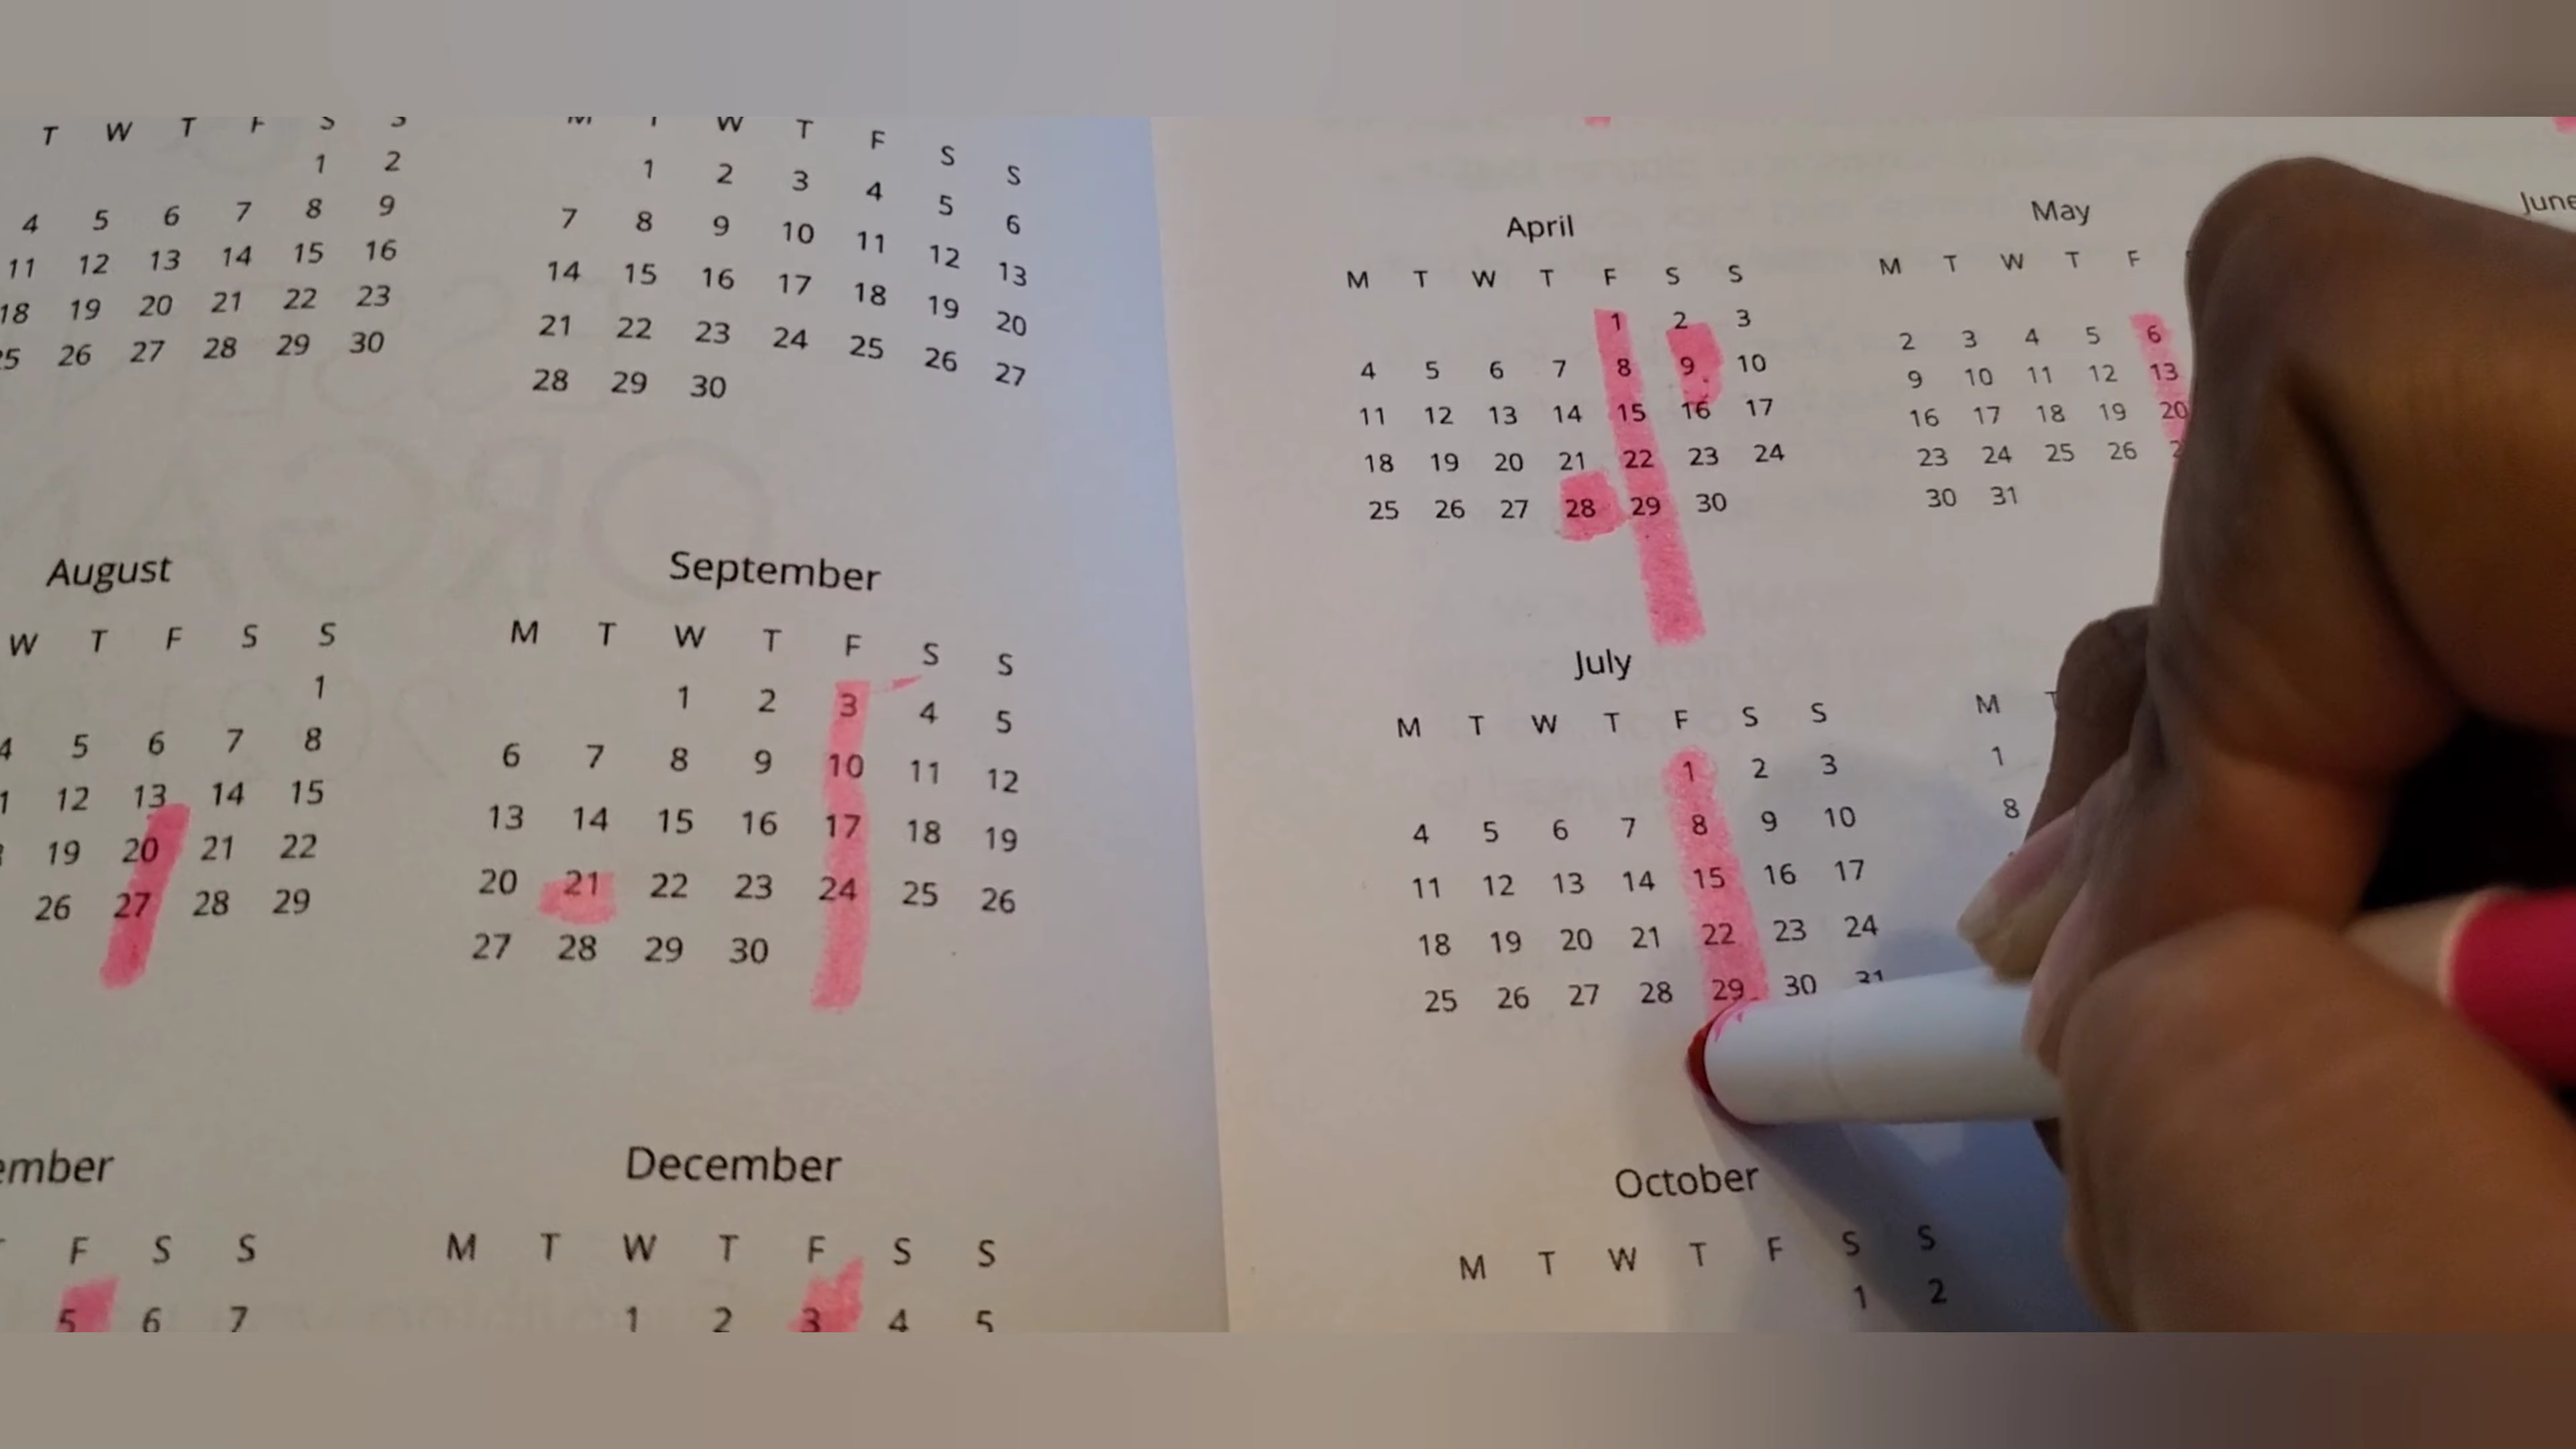 T W T F S S
1 2
4 5 6 7 8 9
11 12 13 14 15 16
18 19 20 21 22 23
25 26 27 28 29 30
M T W T F S S
1 2 3 4 5 6
7 8 9 10 11 12 13
14 15 16 17 18 19 20
21 22 23 24 25 26 27
28 29 30
August
W T F S S
1
4 5 6 7 8
12 13 14 15
19 20 21 22
26 27 28 29
September
M T W T F S S
1 2 3 4 5
6 7 8 9 10 11 12
13 14 15 16 17 18 19
20 21 22 23 24 25 26
27 28 29 30
ember
F S S
5 6 7
December
M T W T F S S
1 2 3 4 5
April
M T W T F S S
1 2 3
4 5 6 7 8 9 10
11 12 13 14 15 16 17
18 19 20 21 22 23 24
25 26 27 28 29 30
May
M T W T F
2 3 4 5 6
9 10 11 12 13
16 17 18 19 20
23 24 25 26
30 31
June
July
M T W T F S S
1 2 3
4 5 6 7 8 9 10
11 12 13 14 15 16 17
18 19 20 21 22 23 24
25 26 27 28 29 30 31
M T
1
8
October
M T W T F S S
1 2